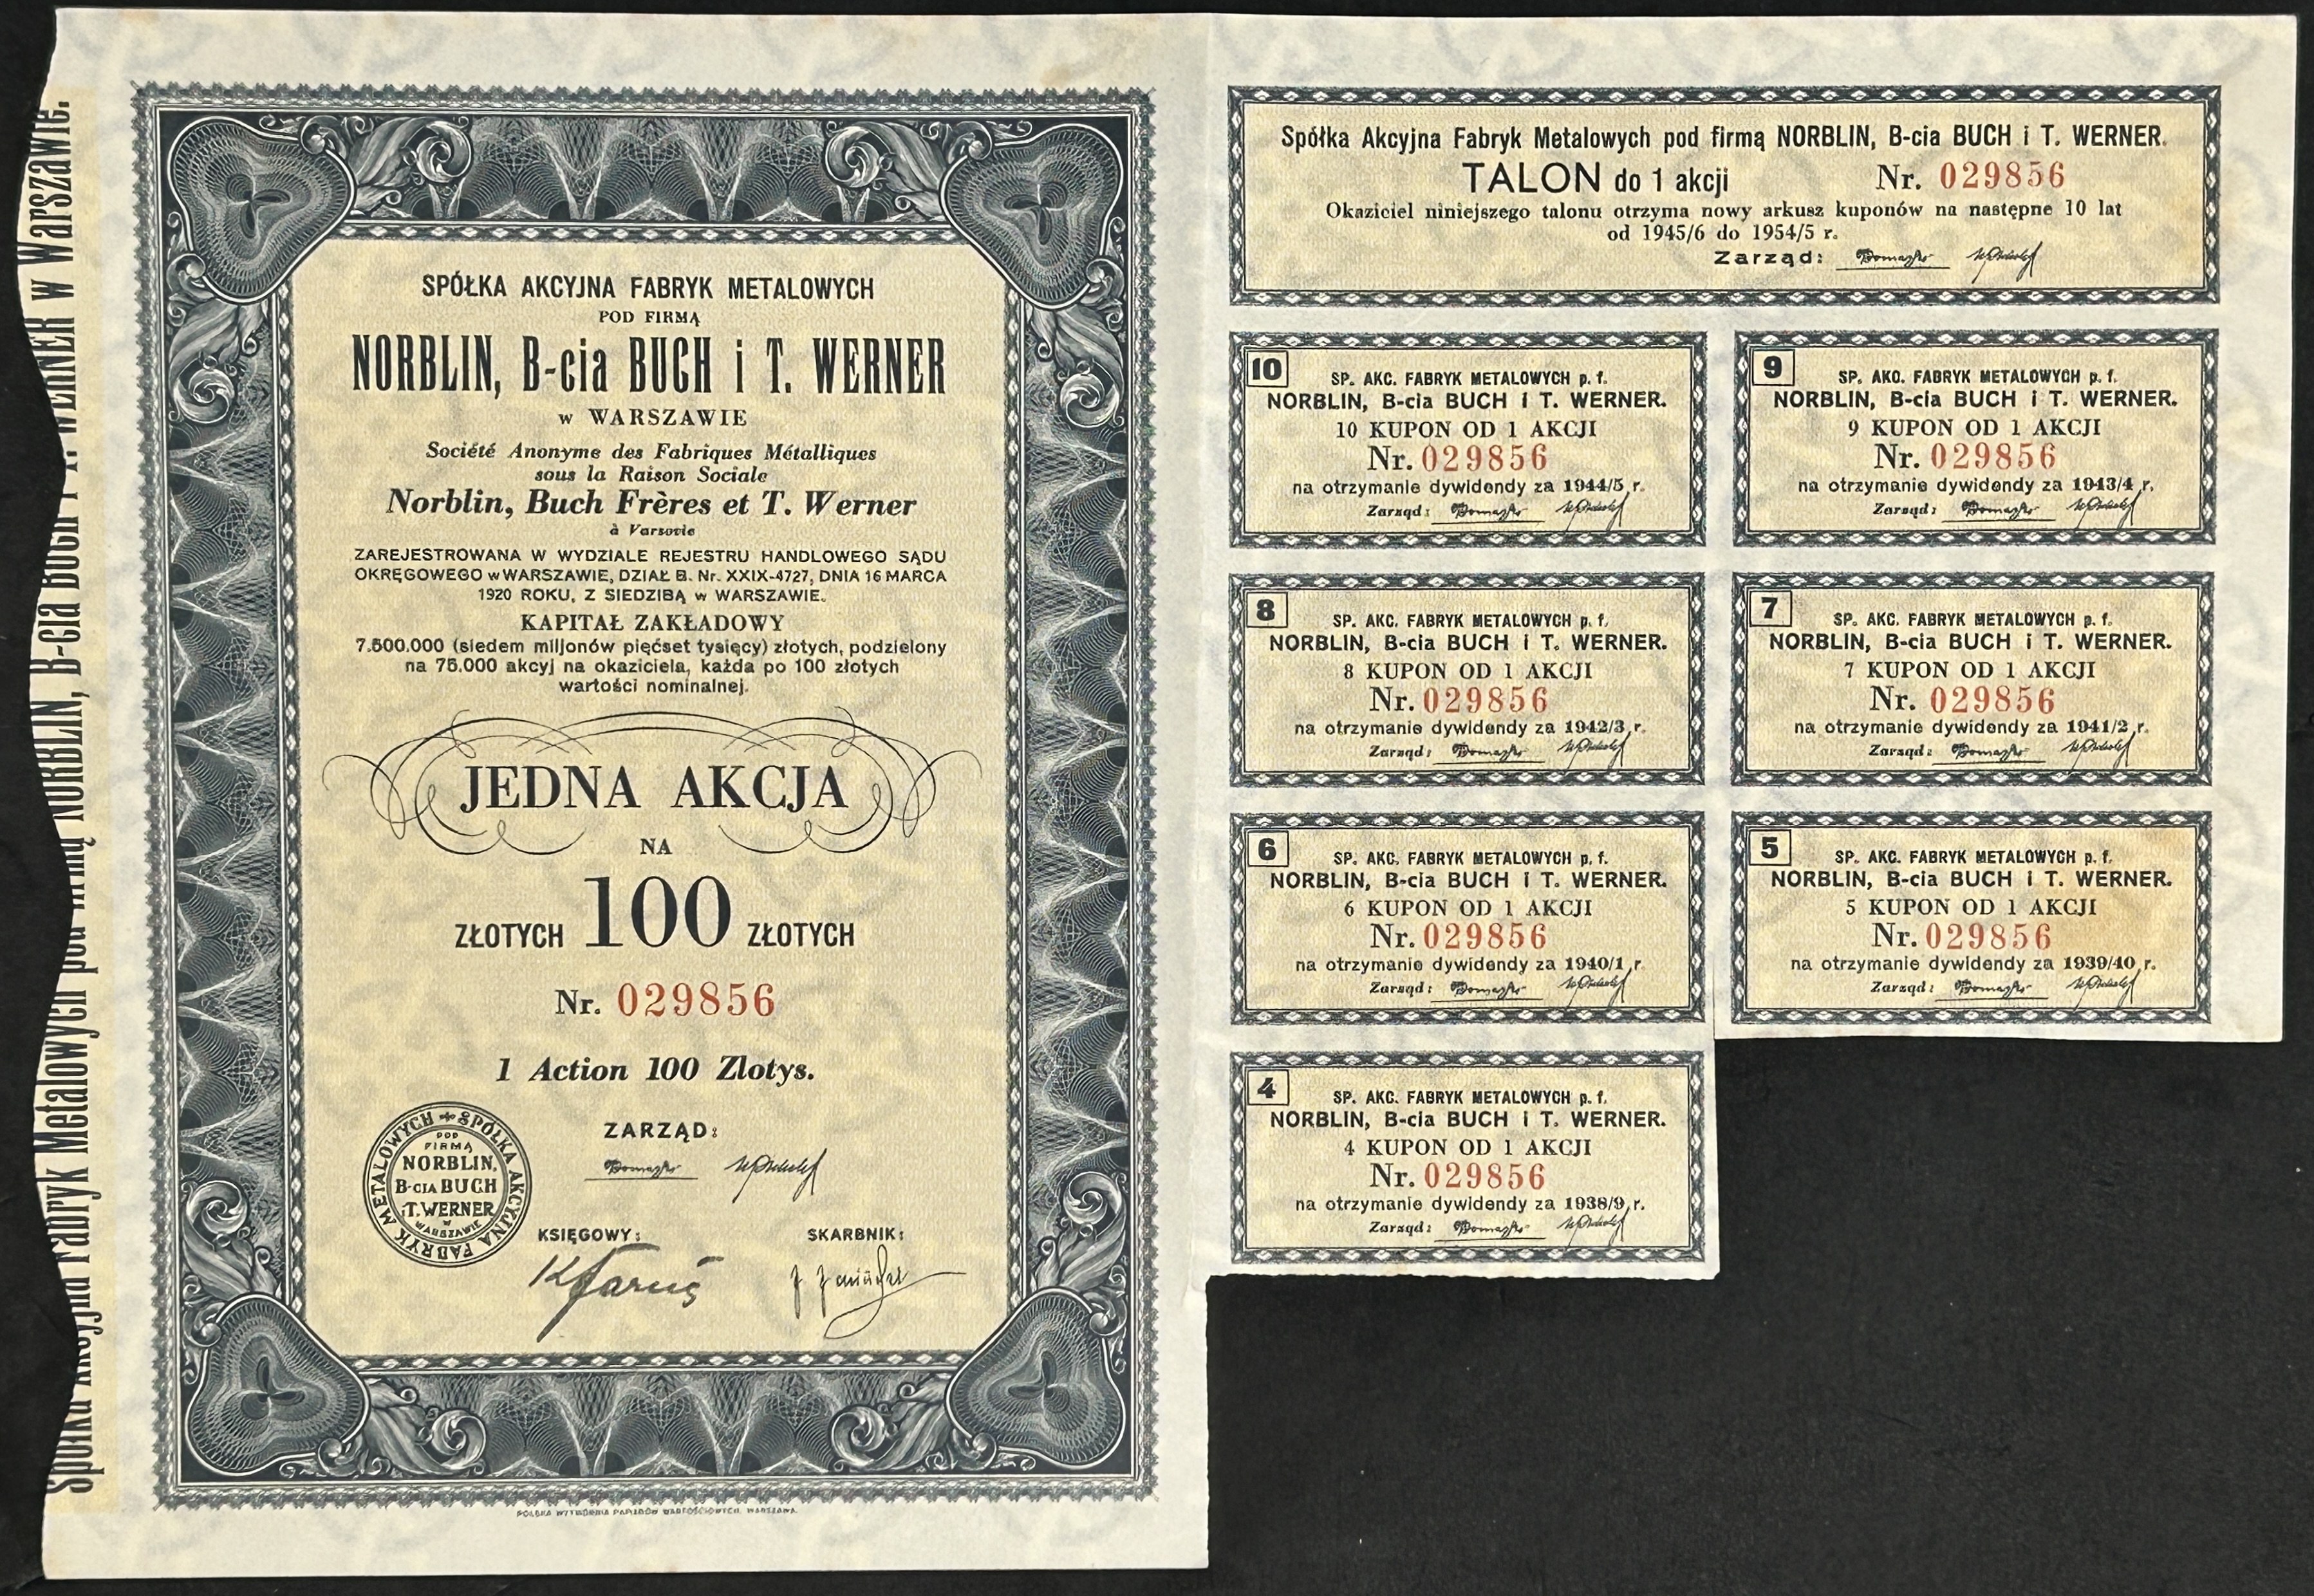 Spółka Akcyjna Fabryk Metalowych pod firmą NORBLIN, B-cia BUCH i T. WERNER w Warszawie.
SPÓŁKA AKCYJNA FABRYK METALOWYCH
POD FIRMĄ
NORBLIN, B-cia BUCH i T. WERNER
w WARSZAWIE
Société Anonyme des Fabriques Métalliques
sous la Raison Sociale
Norblin, Buch Frères et T. Werner
à Varsovie
ZAREJESTROWANA W WYDZIALE REJESTRU HANDLOWEGO SĄDU
OKRĘGOWEGO w WARSZAWIE, DZIAŁ B. Nr. XXIX-4727, DNIA 16 MARCA
1920 ROKU, Z SIEDZIBĄ w WARSZAWIE.
KAPITAŁ ZAKŁADOWY
7.500.000 (siedem miljonów pięćset tysięcy) złotych, podzielony
na 75.000 akcyj na okaziciela, każda po 100 złotych
wartości nominalnej.
JEDNA AKCJA
NA
ZŁOTYCH 100 ZŁOTYCH
Nr. 029856
1 Action 100 Zlotys.
ZARZĄD:
SPÓŁKA AKCYJNA FABRYK METALOWYCH
POD
FIRMĄ
NORBLIN,
B-CIA BUCH
i T. WERNER
W
WARSZAWIE
KSIĘGOWY:
SKARBNIK:
POLSKA WYTWÓRNIA PAPIERÓW WARTOŚCIOWYCH. WARSZAWA.
Spółka Akcyjna Fabryk Metalowych pod firmą NORBLIN, B-cia BUCH i T. WERNER.
TALON do 1 akcji Nr. 029856
Okaziciel niniejszego talonu otrzyma nowy arkusz kuponów na następne 10 lat
od 1945/6 do 1954/5 r.
Zarząd:
10
SP. AKC. FABRYK METALOWYCH p. f.
NORBLIN, B-cia BUCH i T. WERNER.
10 KUPON OD 1 AKCJI
Nr. 029856
na otrzymanie dywidendy za 1944/5 r.
Zarząd:
9
SP. AKC. FABRYK METALOWYCH p. f.
NORBLIN, B-cia BUCH i T. WERNER.
9 KUPON OD 1 AKCJI
Nr. 029856
na otrzymanie dywidendy za 1943/4 r.
Zarząd:
8
SP. AKC. FABRYK METALOWYCH p. f.
NORBLIN, B-cia BUCH i T. WERNER.
8 KUPON OD 1 AKCJI
Nr. 029856
na otrzymanie dywidendy za 1942/3 r.
Zarząd:
7
SP. AKC. FABRYK METALOWYCH p. f.
NORBLIN, B-cia BUCH i T. WERNER.
7 KUPON OD 1 AKCJI
Nr. 029856
na otrzymanie dywidendy za 1941/2 r.
Zarząd:
6
SP. AKC. FABRYK METALOWYCH p. f.
NORBLIN, B-cia BUCH i T. WERNER.
6 KUPON OD 1 AKCJI
Nr. 029856
na otrzymanie dywidendy za 1940/1 r.
Zarząd:
5
SP. AKC. FABRYK METALOWYCH p. f.
NORBLIN, B-cia BUCH i T. WERNER.
5 KUPON OD 1 AKCJI
Nr. 029856
na otrzymanie dywidendy za 1939/40 r.
Zarząd:
4
SP. AKC. FABRYK METALOWYCH p. f.
NORBLIN, B-cia BUCH i T. WERNER.
4 KUPON OD 1 AKCJI
Nr. 029856
na otrzymanie dywidendy za 1938/9 r.
Zarząd: